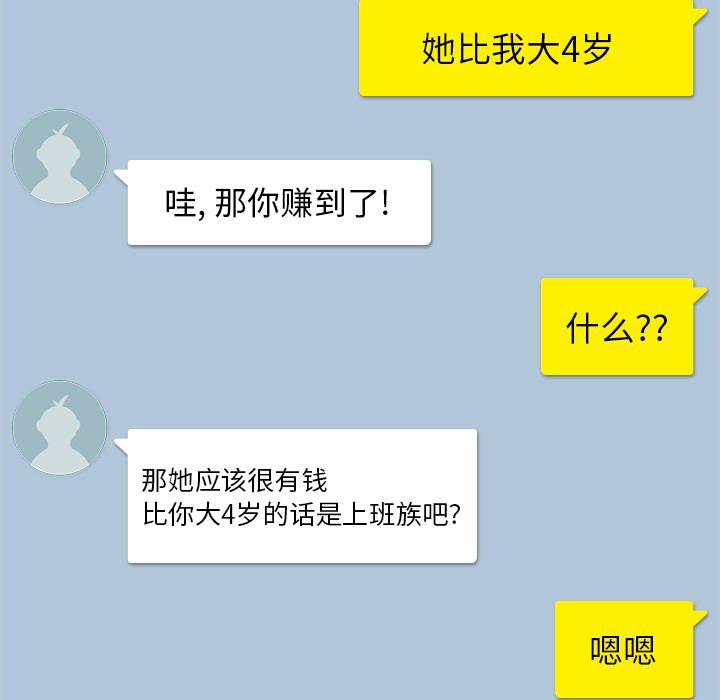 她比我大4岁
哇, 那你赚到了!
什么??
那她应该很有钱
比你大4岁的话是上班族吧?
嗯嗯